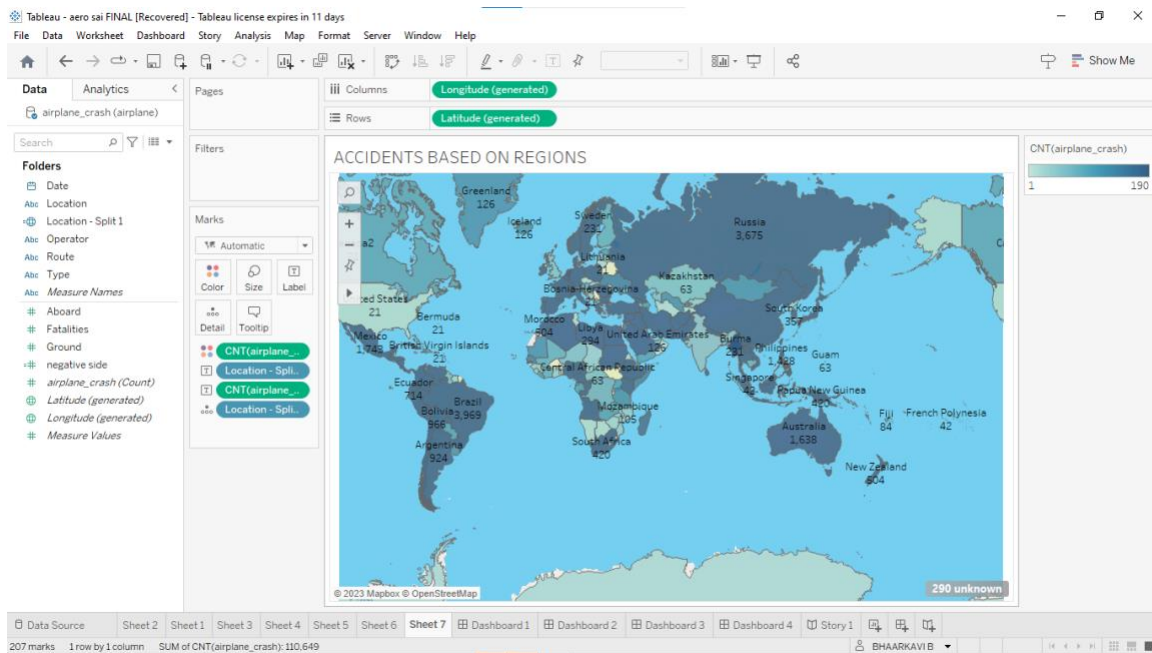 Tableau - aero sai FINAL [Recovered] - Tableau license expires in 11 days
File Data Worksheet Dashboard Story Analysis Map Format Server Window Help
Show Me
Data Analytics
airplane_crash (airplane)
Search
Folders
Date
Abc Location
Location - Split 1
Abc Operator
Abc Route
Abc Type
Abc Measure Names
# Aboard
# Fatalities
# Ground
=# negative side
# airplane_crash (Count)
Latitude (generated)
Longitude (generated)
# Measure Values
Pages
Filters
Marks
Automatic
Color Size Label
Detail Tooltip
CNT(airplane_..
Location - Spli..
CNT(airplane_..
Location - Spli..
Columns Longitude (generated)
Rows Latitude (generated)
ACCIDENTS BASED ON REGIONS
Greenland
126
Iceland
126
Sweden
231
Russia
3,675
a2
Lithuania
21
Kazakhstan
63
Bosnia-Herzegovina
21
ted States
21
Bermuda
21
South Korea
357
Morocco
504
Libya
294
United Arab Emirates
126
Mexico
1,743
British Virgin Islands
21
Burma
231
Philippines
1,428
Guam
63
Central African Republic
63
Singapore
42
Papua New Guinea
420
Ecuador
714
Brazil
3,969
Bolivia
966
Mozambique
105
Fiji
84
French Polynesia
42
Argentina
924
South Africa
420
Australia
1,638
New Zealand
504
© 2023 Mapbox © OpenStreetMap
290 unknown
CNT(airplane_crash)
1 190
Data Source Sheet 2 Sheet 1 Sheet 3 Sheet 4 Sheet 5 Sheet 6 Sheet 7 Dashboard 1 Dashboard 2 Dashboard 3 Dashboard 4 Story 1
207 marks 1 row by 1 column SUM of CNT(airplane_crash): 110,649
BHAARKAVI B